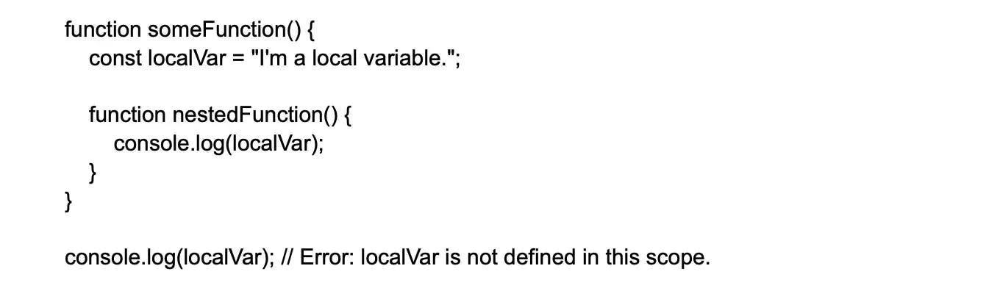 function someFunction() {
const localVar = "I'm a local variable.";
function nestedFunction() {
console.log(localVar);
}
}
console.log(localVar); // Error: localVar is not defined in this scope.